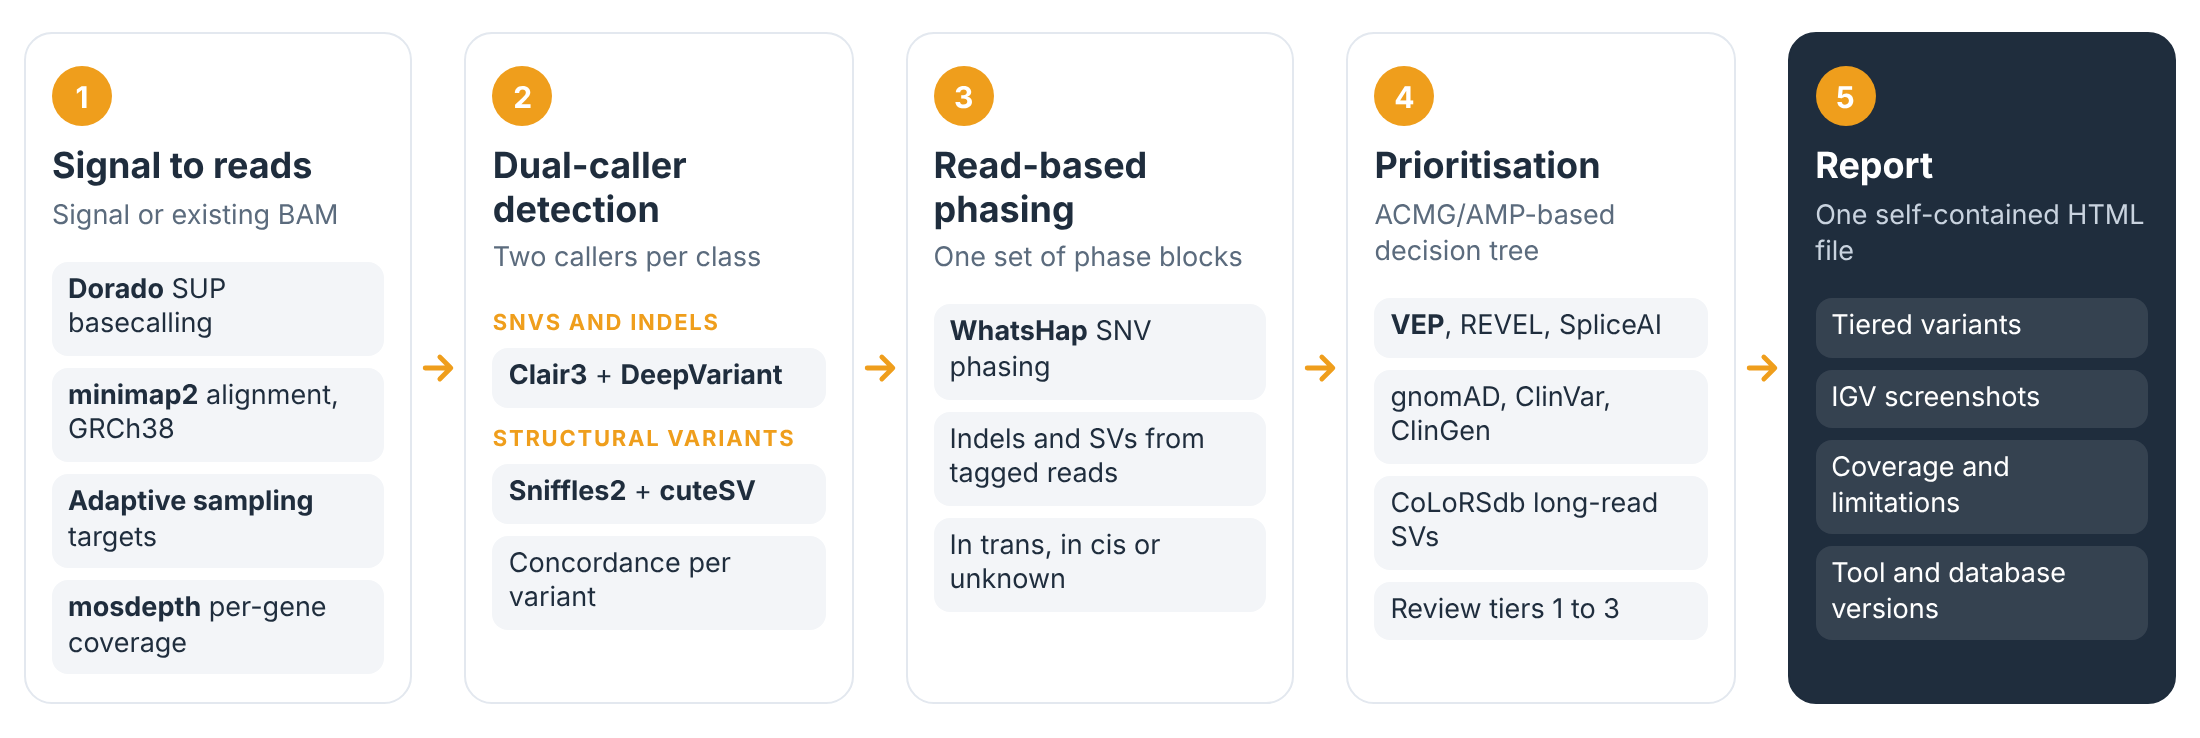 1
Signal to reads
Signal or existing BAM
Dorado SUP
basecalling
minimap2 alignment,
GRCh38
Adaptive sampling
targets
mosdepth per-gene
coverage
2
Dual-caller
detection
Two callers per class
SNVS AND INDELS
Clair3 + DeepVariant
STRUCTURAL VARIANTS
Sniffles2 + cuteSV
Concordance per
variant
3
Read-based
phasing
One set of phase blocks
WhatsHap SNV
phasing
Indels and SVs from
tagged reads
In trans, in cis or
unknown
4
Prioritisation
ACMG/AMP-based
decision tree
VEP, REVEL, SpliceAI
gnomAD, ClinVar,
ClinGen
CoLoRSdb long-read
SVs
Review tiers 1 to 3
5
Report
One self-contained HTML
file
Tiered variants
IGV screenshots
Coverage and
limitations
Tool and database
versions